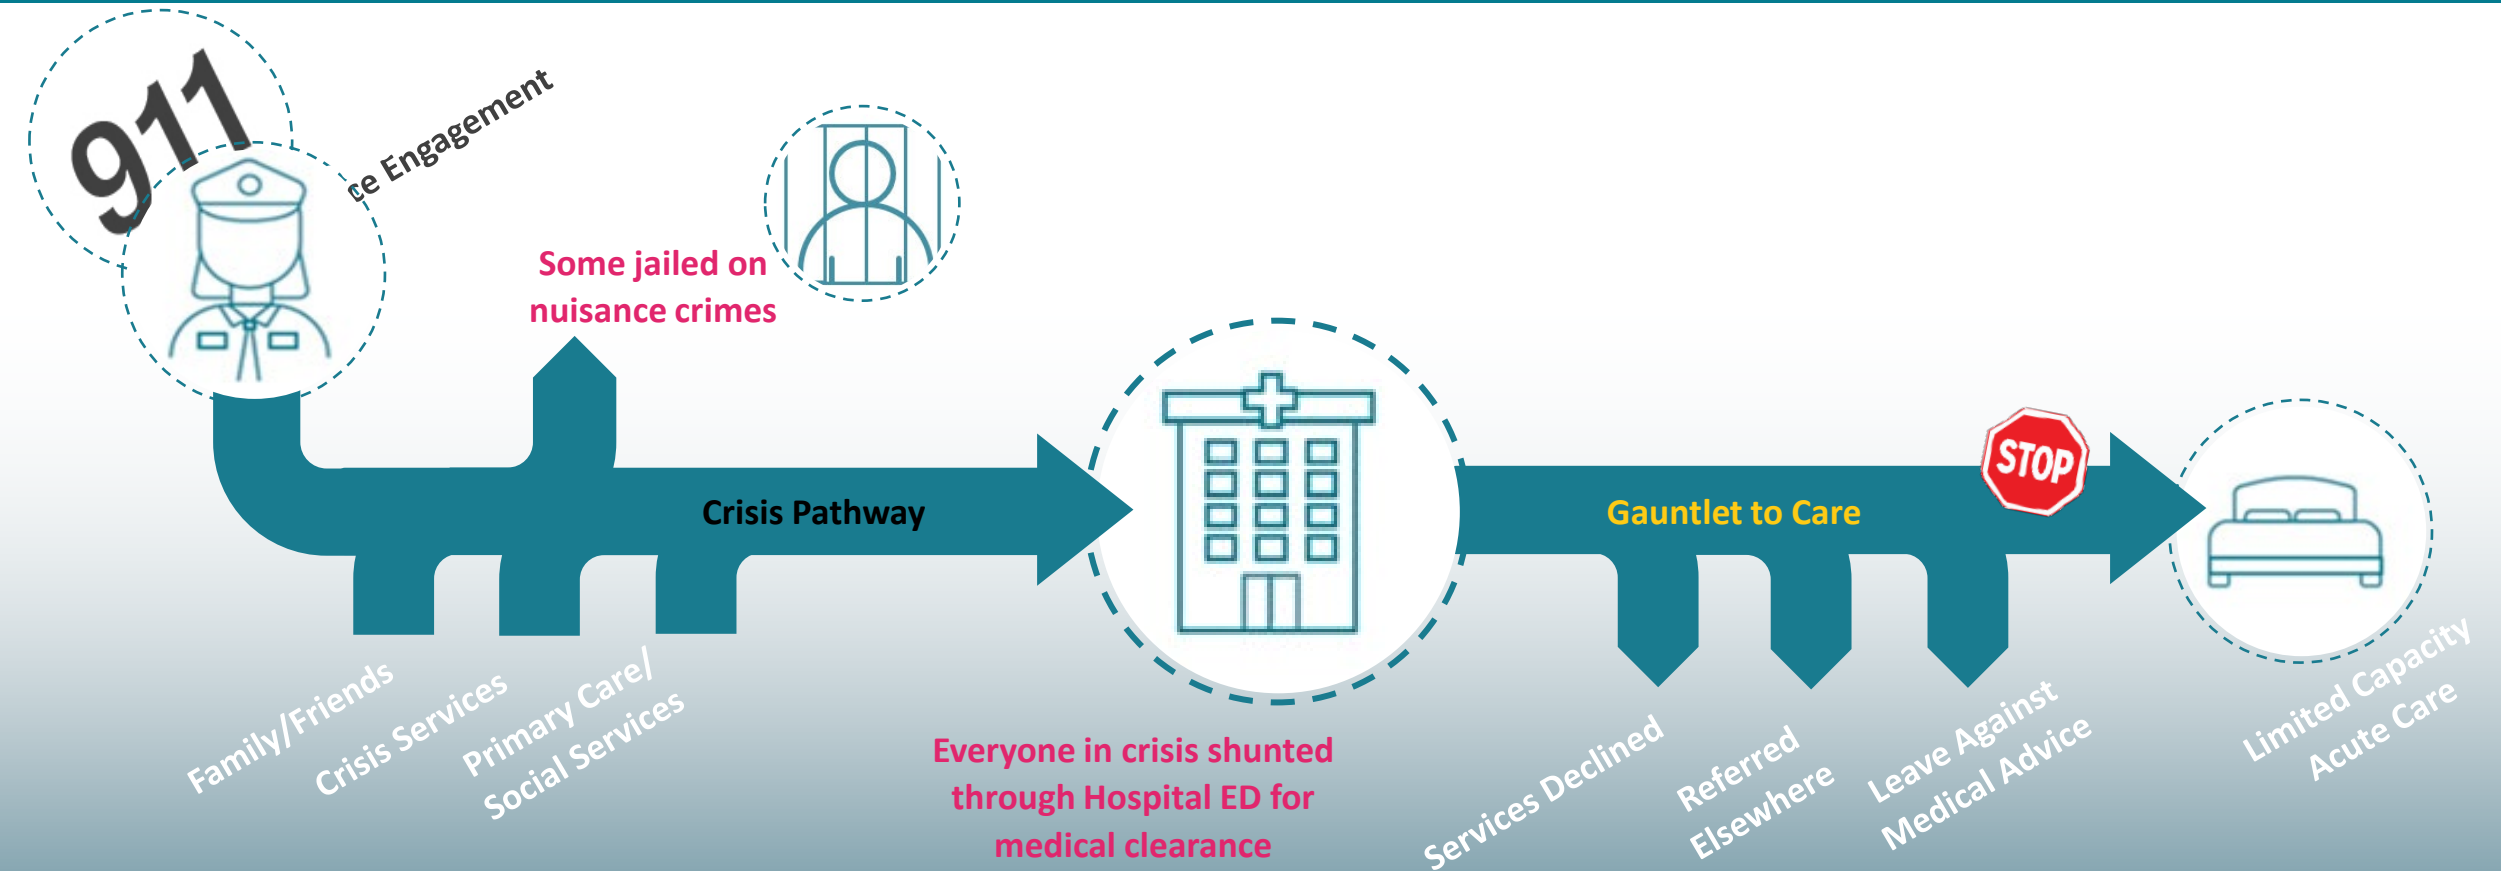 911
Engagement
Some jailed on
nuisance crimes
Crisis Pathway
Gauntlet to Care
STOP
Family/Friends
Crisis Services
Primary Care/
Social Services
Everyone in crisis shunted
through Hospital ED for
medical clearance
Services Declined
Referred
Elsewhere
Leave Against
Medical Advice
Limited Capacity
Acute Care